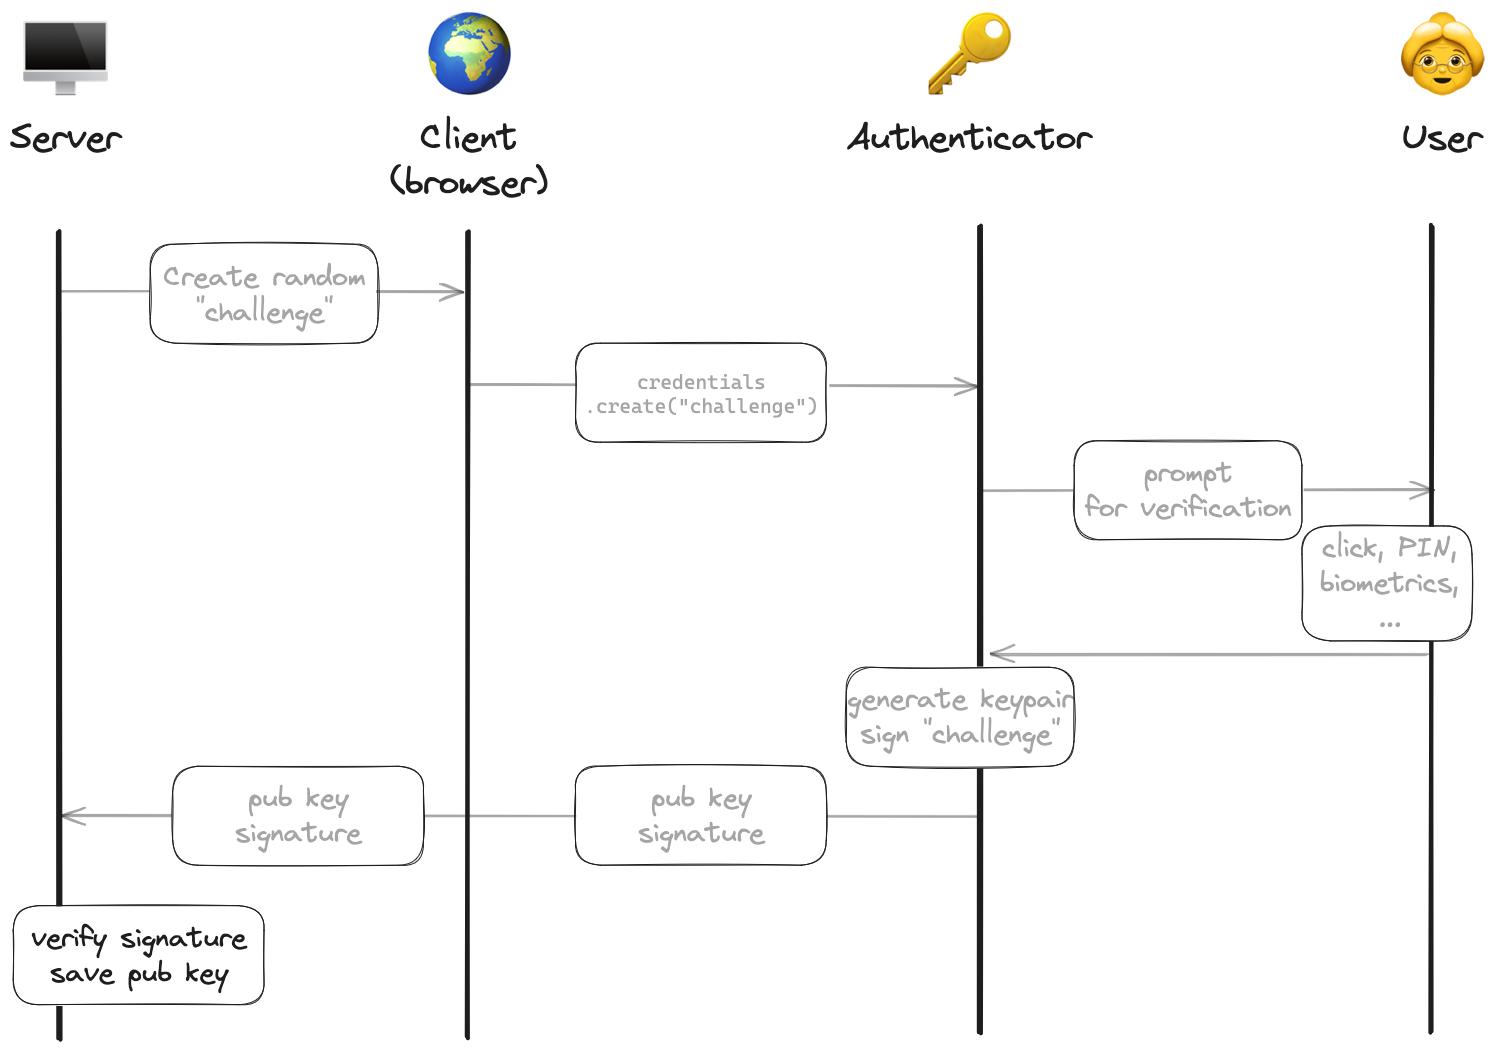 Server
Client
(browser)
Authenticator
User
Create random
"challenge"
credentials
.create("challenge")
prompt
for verification
click, PIN,
biometrics,
...
generate keypair
sign "challenge"
pub key
signature
pub key
signature
verify signature
save pub key